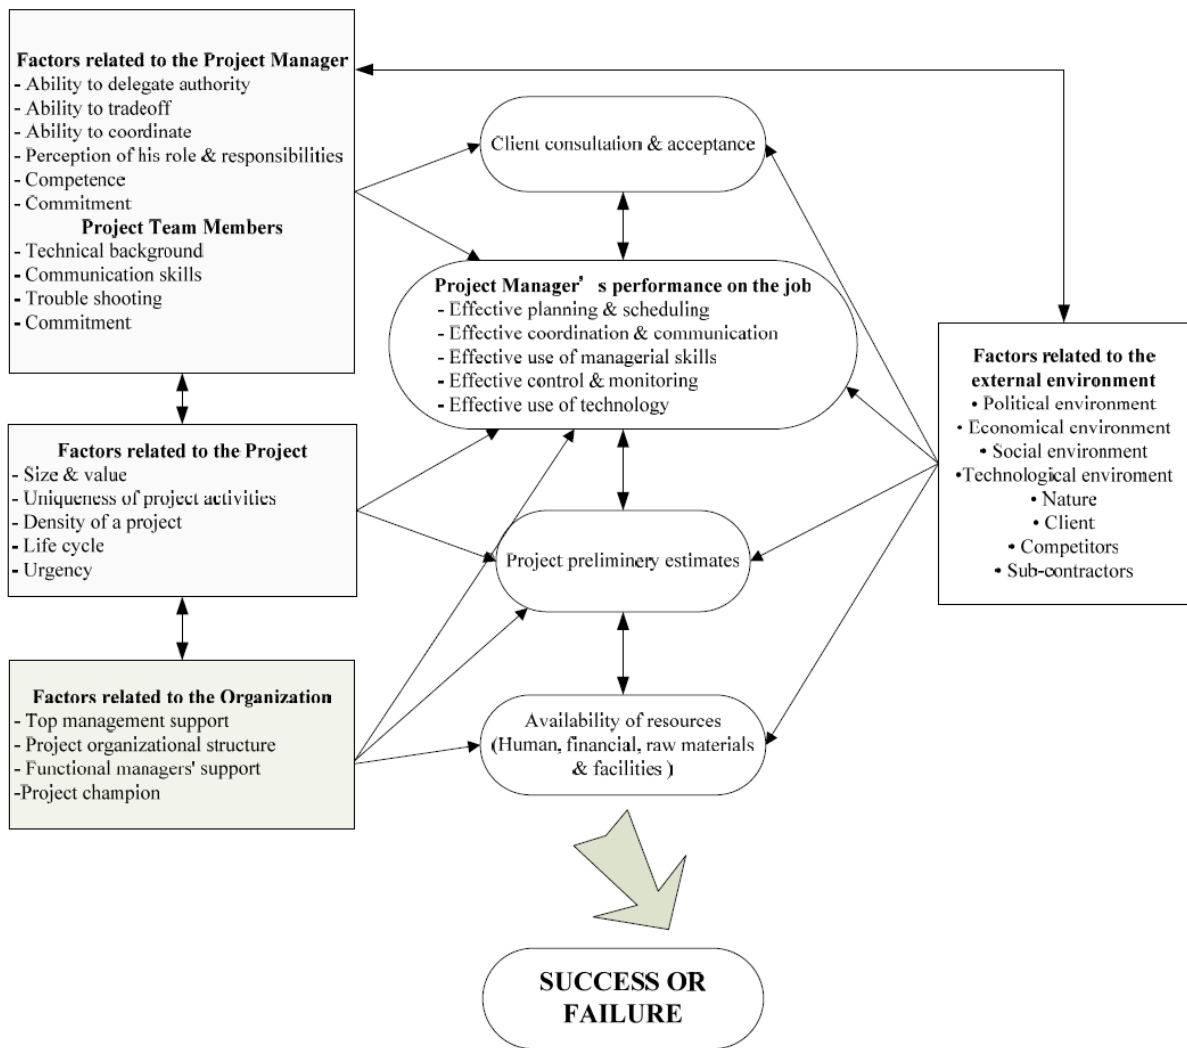 Factors related to the Project Manager
- Ability to delegate authority
- Ability to tradeoff
- Ability to coordinate
- Perception of his role & responsibilities
- Competence
- Commitment
Project Team Members
- Technical background
- Communication skills
- Trouble shooting
- Commitment
Factors related to the Project
- Size & value
- Uniqueness of project activities
- Density of a project
- Life cycle
- Urgency
Factors related to the Organization
- Top management support
- Project organizational structure
- Functional managers' support
-Project champion
Client consultation & acceptance
Project Manager's performance on the job
- Effective planning & scheduling
- Effective coordination & communication
- Effective use of managerial skills
- Effective control & monitoring
- Effective use of technology
Project preliminery estimates
Availability of resources
(Human, financial, raw materials
& facilities )
SUCCESS OR
FAILURE
Factors related to the
external environment
• Political environment
• Economical environment
• Social environment
•Technological enviroment
• Nature
• Client
• Competitors
• Sub-contractors